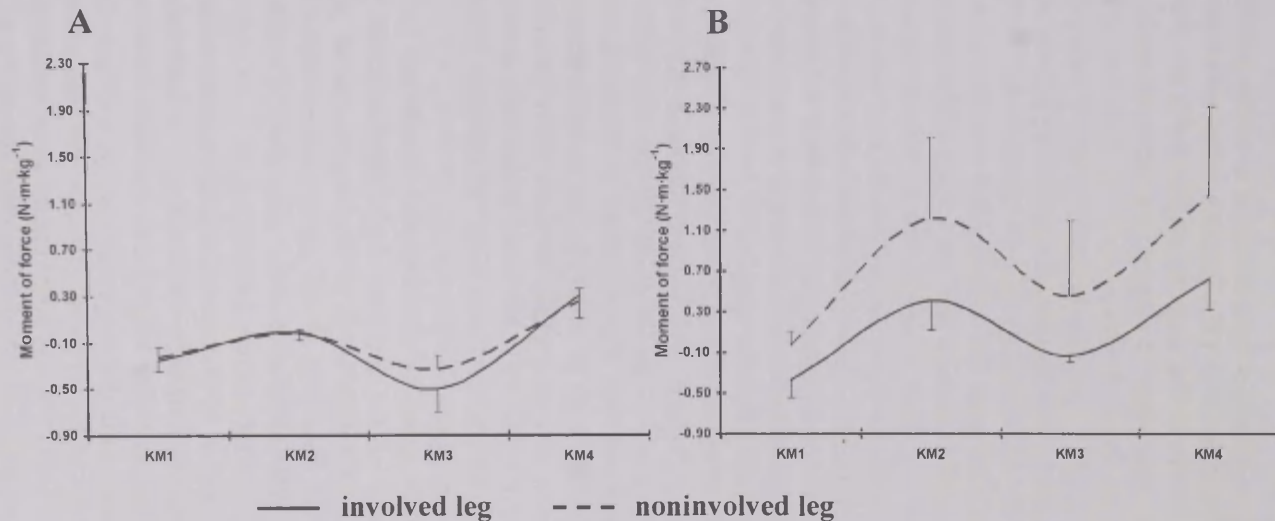 A
Moment of force (N·m·kg⁻¹)
2.30
1.90
1.50
1.10
0.70
0.30
-0.10
-0.50
-0.90
KM1 KM2 KM3 KM4
B
Moment of force (N·m·kg⁻¹)
2.70
2.30
1.90
1.50
1.10
0.70
0.30
-0.10
-0.50
-0.90
KM1 KM2 KM3 KM4
involved leg noninvolved leg